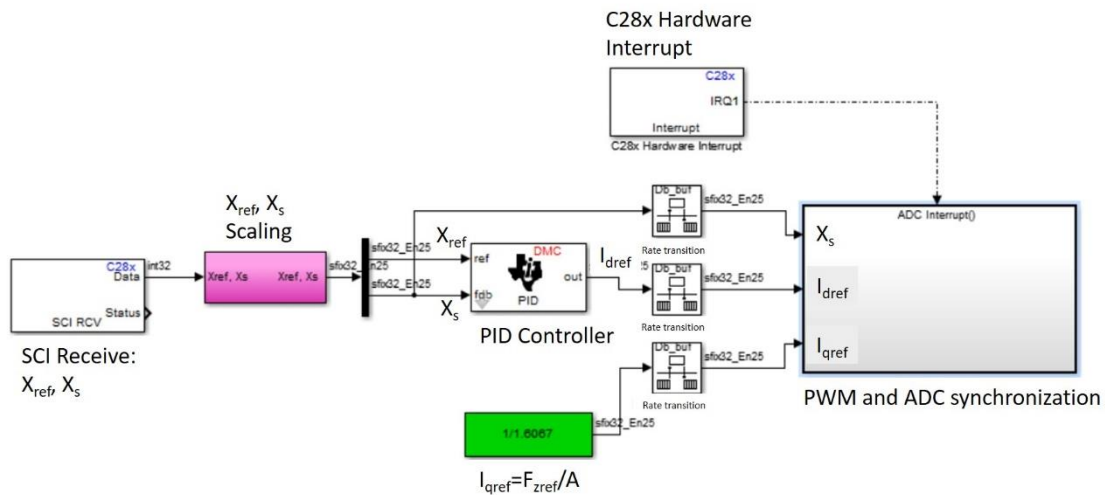 C28x Hardware
Interrupt
C28x
IRQ1
Interrupt
C28x Hardware Interrupt
Xref, Xs
Scaling
C28x
Data
int32
Status
SCI RCV
SCI Receive:
Xref, Xs
Xref, Xs Xref, Xs
sfix32_En25
sfix32_En25
sfix32_En25
Xref
Xs
DMC
ref
out
fdb
PID
PID Controller
Idref
Db_buf
sfix32_En25
Rate transition
Db_buf
sfix32_En25
Rate transition
Db_buf
sfix32_En25
Rate transition
1/1.6067
sfix32_En25
Iqref=Fzref/A
ADC Interrupt()
Xs
Idref
Iqref
PWM and ADC synchronization